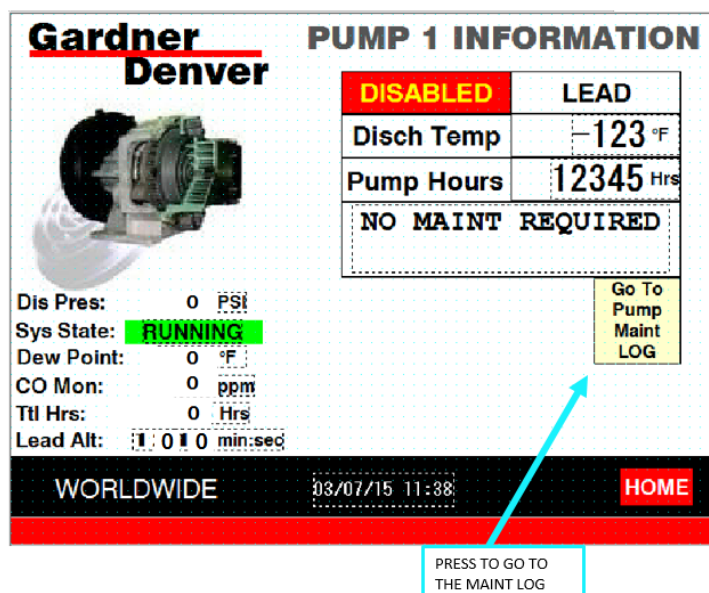 Gardner
Denver
PUMP 1 INFORMATION
DISABLED LEAD
Disch Temp -123 °F
Pump Hours 12345 Hrs
NO MAINT REQUIRED
Go To
Pump
Maint
LOG
Dis Pres: 0 PSI
Sys State: RUNNING
Dew Point: 0 °F
CO Mon: 0 ppm
Ttl Hrs: 0 Hrs
Lead Alt: 0 0 min:sec
WORLDWIDE 03/07/15 11:38 HOME
PRESS TO GO TO
THE MAINT LOG